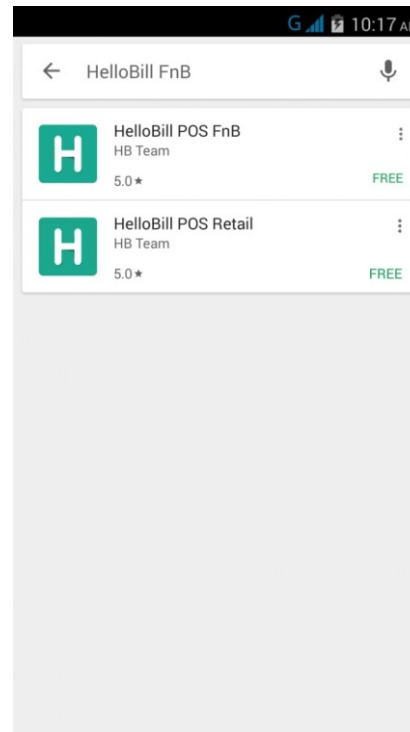 G 10:17 AM
HelloBill FnB
H
HelloBill POS FnB
HB Team
5.0★
FREE
H
HelloBill POS Retail
HB Team
5.0★
FREE